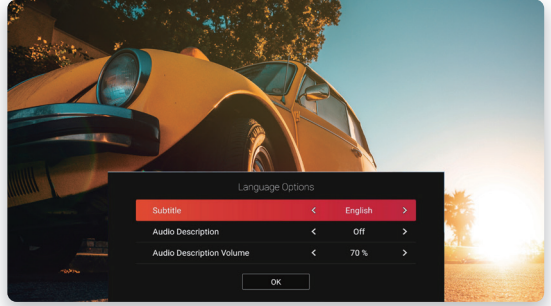 Language Options
Subtitle < English >
Audio Description < Off >
Audio Description Volume < 70 % >
OK